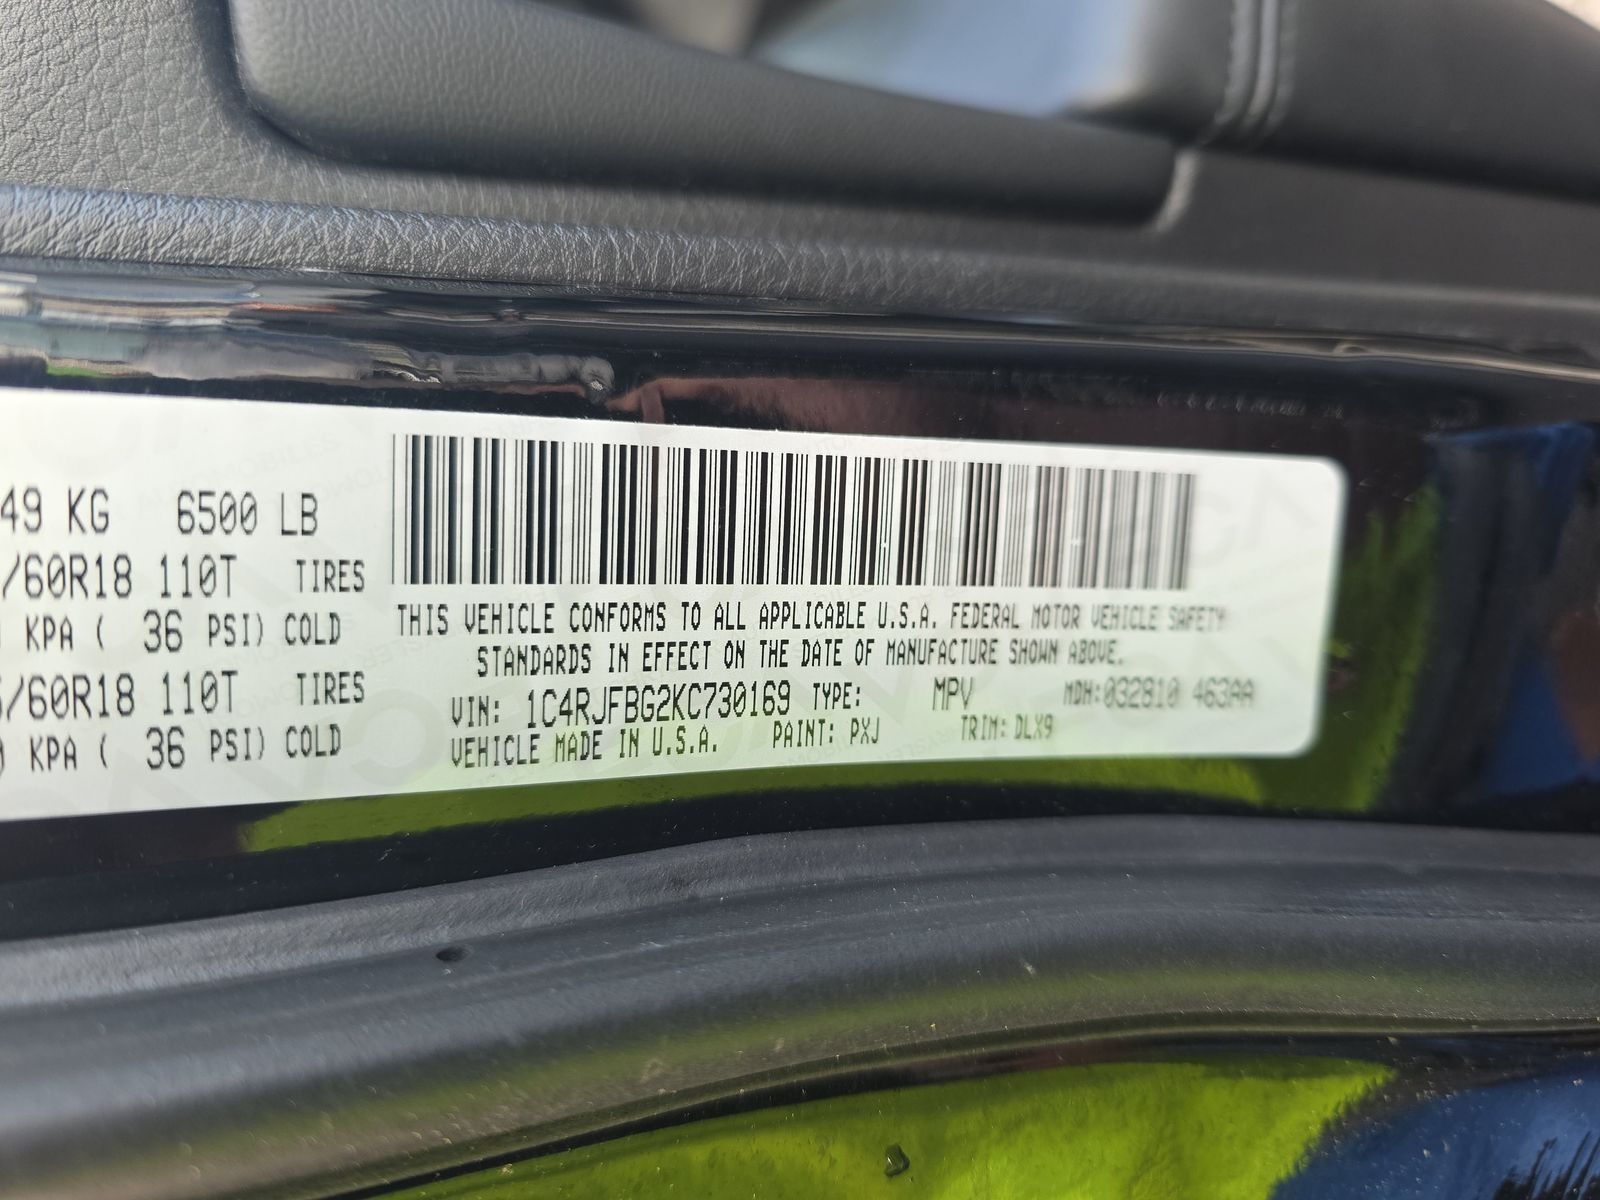 49 KG 6500 LB
/60R18 110T TIRES
KPA ( 36 PSI) COLD
/60R18 110T TIRES
KPA ( 36 PSI) COLD
THIS VEHICLE CONFORMS TO ALL APPLICABLE U.S.A. FEDERAL MOTOR VEHICLE SAFETY
STANDARDS IN EFFECT ON THE DATE OF MANUFACTURE SHOWN ABOVE.
VIN: 1C4RJFBG2KC730169 TYPE: MPV MDH:032810 463AA
VEHICLE MADE IN U.S.A. PAINT: PXJ TRIM: DLX9